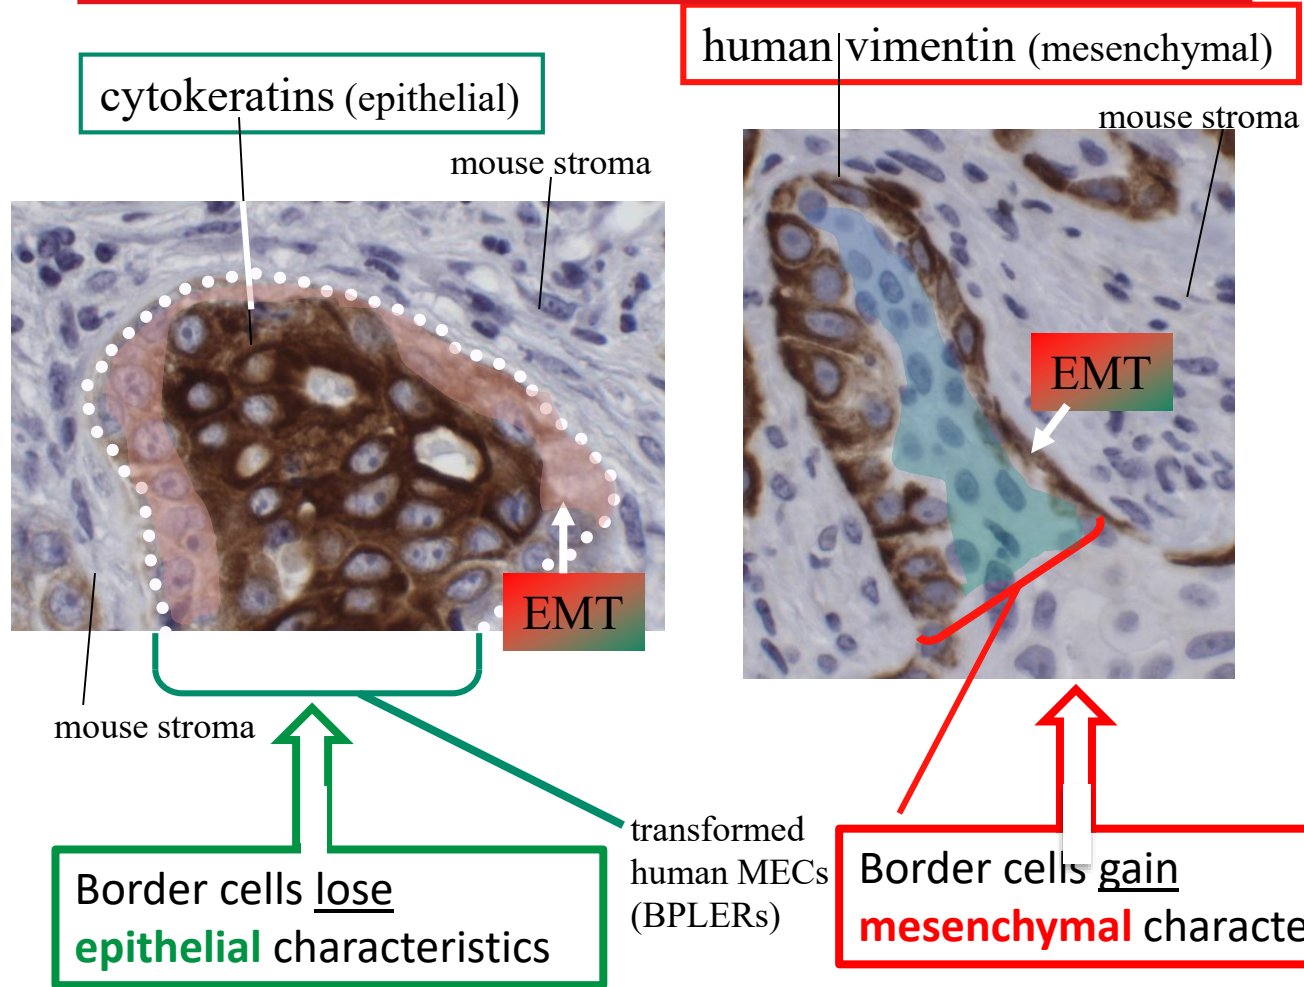 human vimentin (mesenchymal)
cytokeratins (epithelial)
mouse stroma
mouse stroma
EMT
EMT
mouse stroma
transformed
human MECs
(BPLERs)
Border cells lose
epithelial characteristics
Border cells gain
mesenchymal characte